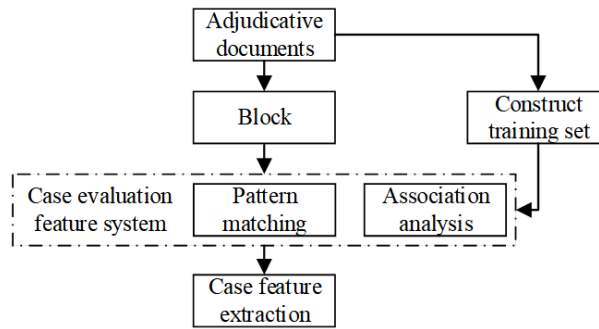 Adjudicative
documents
Block
Construct
training set
Case evaluation
feature system
Pattern
matching
Association
analysis
Case feature
extraction